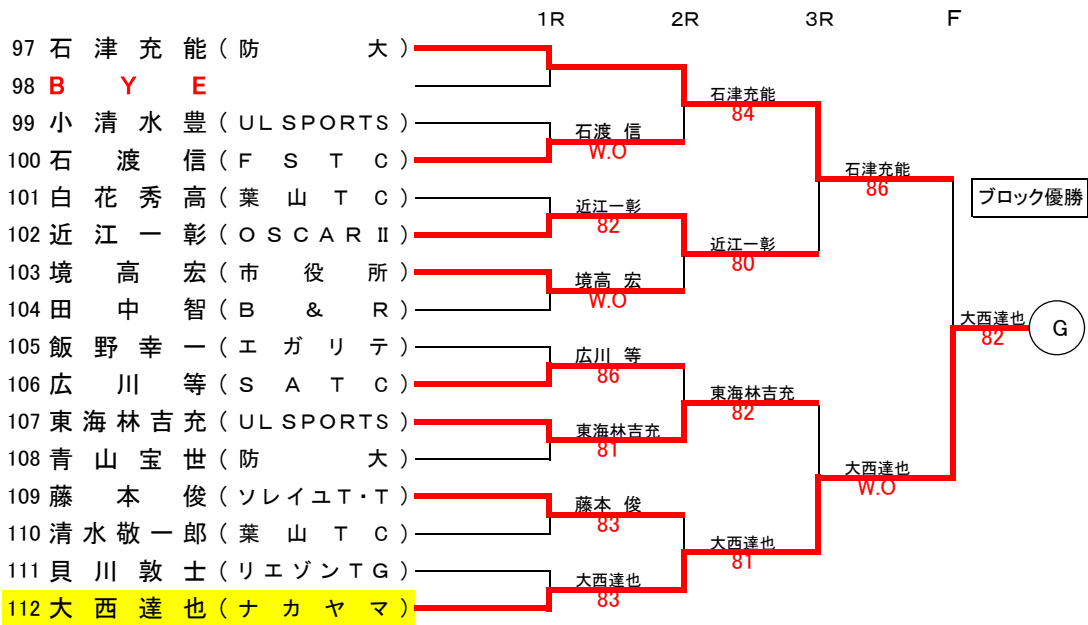 1R 2R 3R F
97 石津充能(防大)
98 BYE
石津充能
84
99 小清水豊(UL SPORTS)
石渡 信
W.O
100 石渡信(FSTC)
石津充能
86
101 白花秀高(葉山TC)
近江一彰
82
ブロック優勝
102 近江一彰(OSCARⅡ)
近江一彰
80
103 境高宏(市役所)
境高 宏
W.O
104 田中智(B&R)
大西達也
82
G
105 飯野幸一(エガリテ)
広川 等
86
106 広川等(SATC)
東海林吉充
82
107 東海林吉充(UL SPORTS)
東海林吉充
81
108 青山宝世(防大)
大西達也
W.O
109 藤本俊(ソレイユT・T)
藤本 俊
83
110 清水敬一郎(葉山TC)
大西達也
81
111 貝川敦士(リエゾンTG)
大西達也
83
112 大西達也(ナカヤマ)